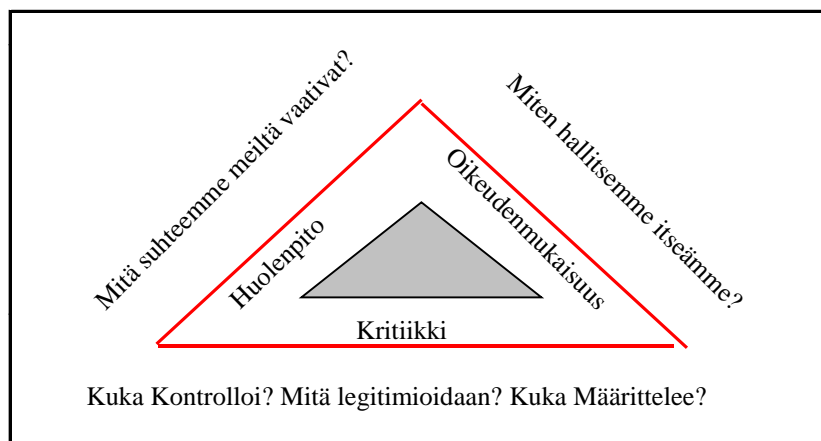 Mitä suhteemme meiltä vaativat?
Miten hallitsemme itseämme?
Huolenpito
Oikeudenmukaisuus
Kritiikki
Kuka Kontrolloi? Mitä legitimioidaan? Kuka Määrittelee?